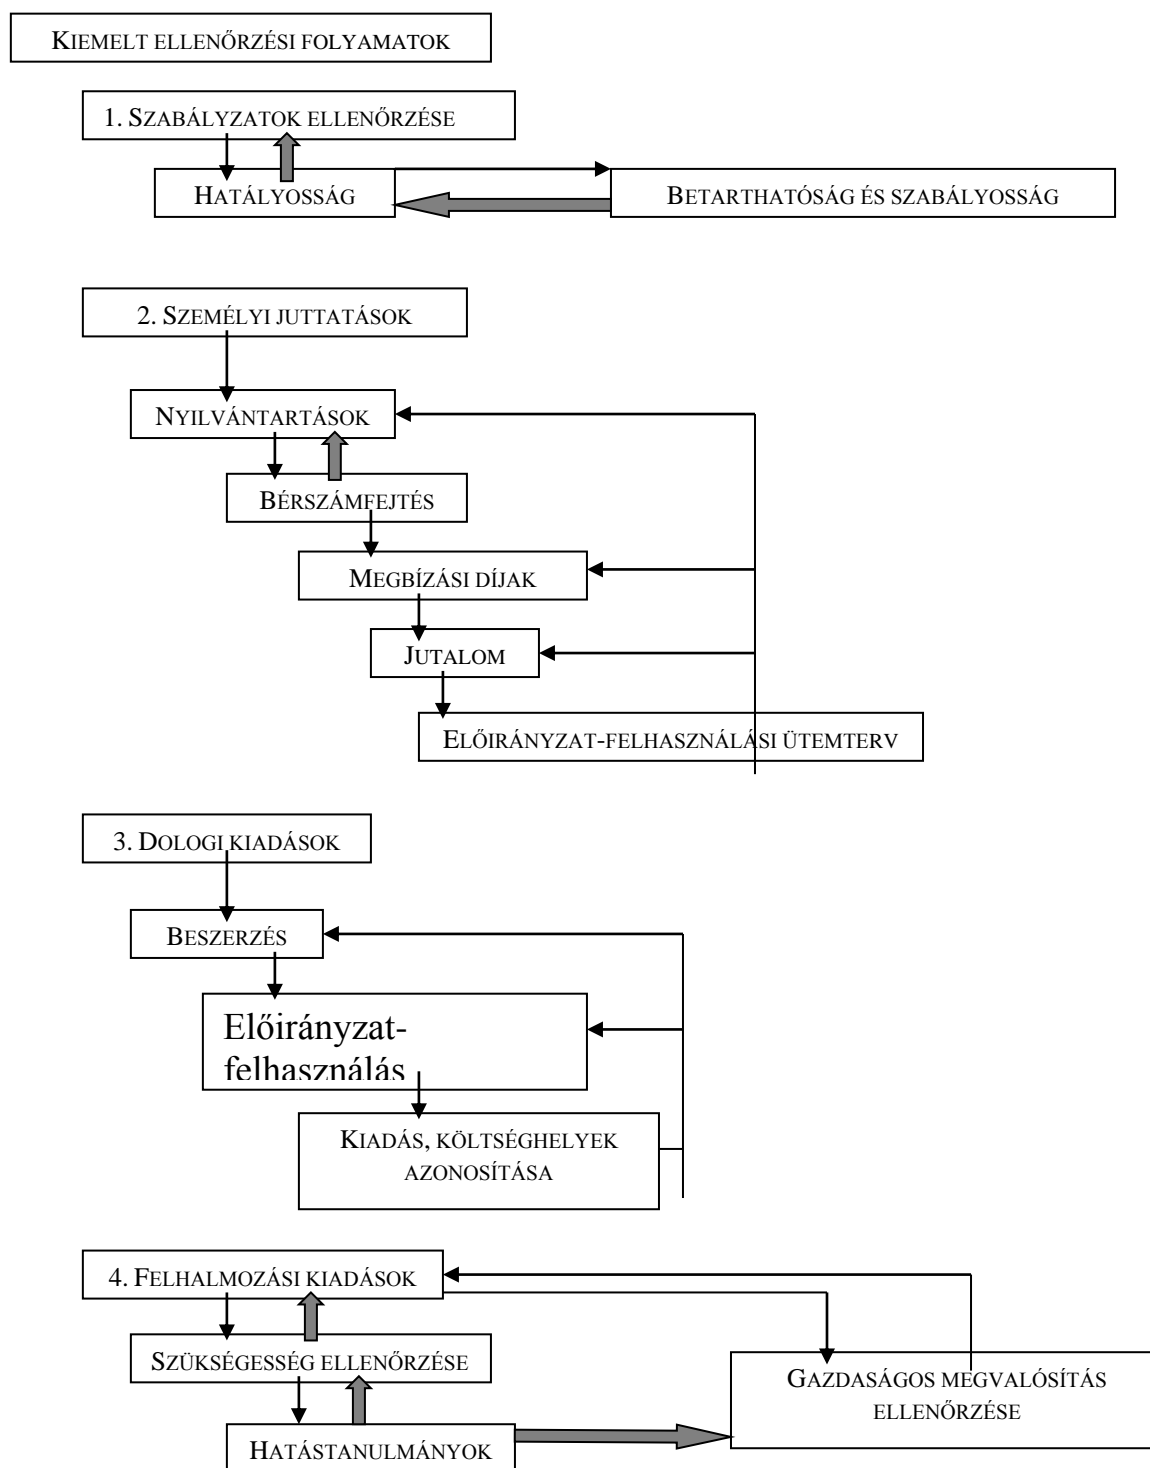 KIEMELT ELLENŐRZÉSI FOLYAMATOK
1. SZABÁLYZATOK ELLENŐRZÉSE
HATÁLYOSSÁG
BETARTHATÓSÁG ÉS SZABÁLYOSSÁG
2. SZEMÉLYI JUTTATÁSOK
NYILVÁNTARTÁSOK
BÉRSZÁMFEJTÉS
MEGBÍZÁSI DÍJAK
JUTALOM
ELŐIRÁNYZAT-FELHASZNÁLÁSI ÜTEMTERV
3. DOLOGI KIADÁSOK
BESZERZÉS
Előirányzat-
felhasználás
KIADÁS, KÖLTSÉGHELYEK
AZONOSÍTÁSA
4. FELHALMOZÁSI KIADÁSOK
SZÜKSÉGESSÉG ELLENŐRZÉSE
GAZDASÁGOS MEGVALÓSÍTÁS
ELLENŐRZÉSE
HATÁSTANULMÁNYOK